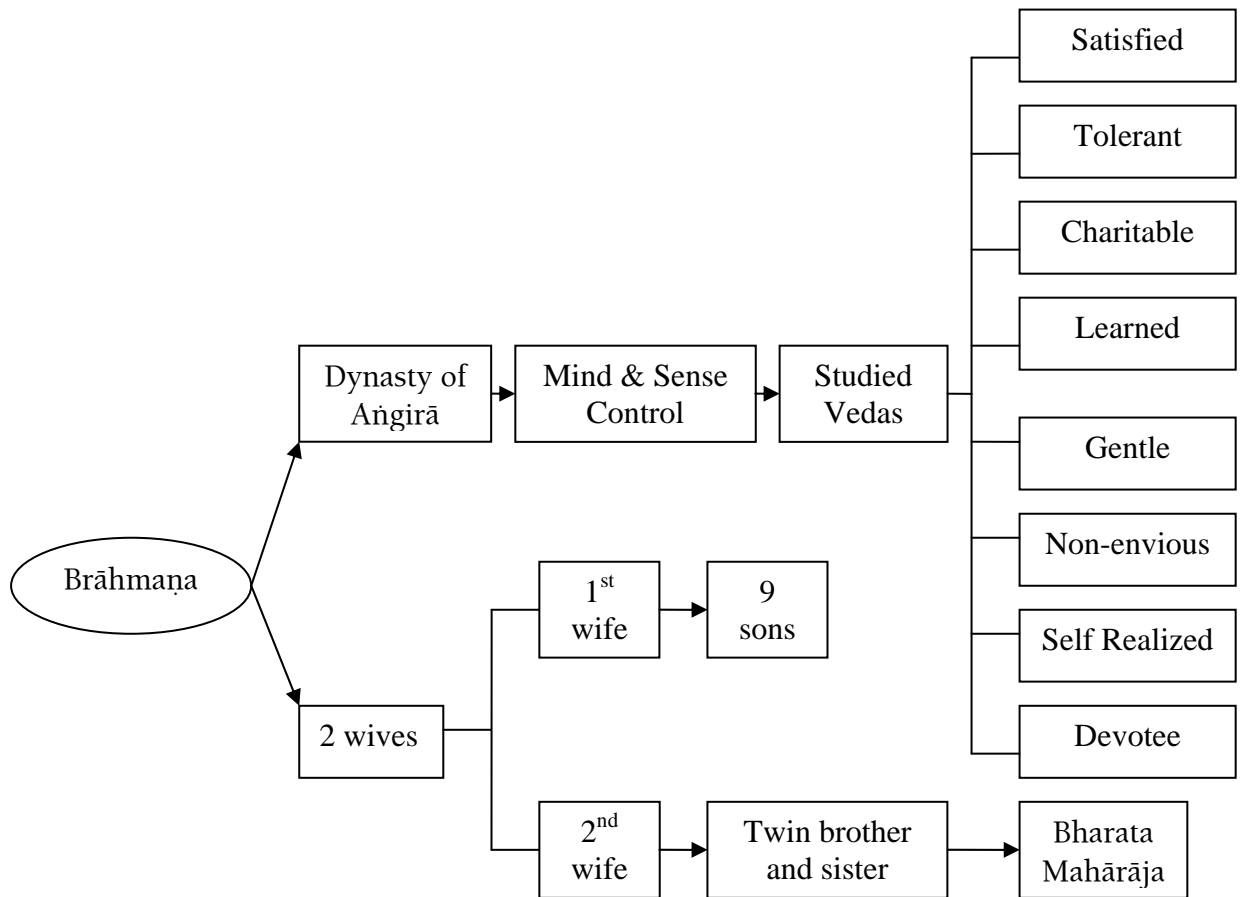 Satisfied
Tolerant
Charitable
Learned
Dynasty of
Aṅgirā
Mind & Sense
Control
Studied
Vedas
Gentle
Non-envious
Brāhmaṇa
1st
wife
9
sons
Self Realized
2 wives
Devotee
2nd
wife
Twin brother
and sister
Bharata
Mahārāja